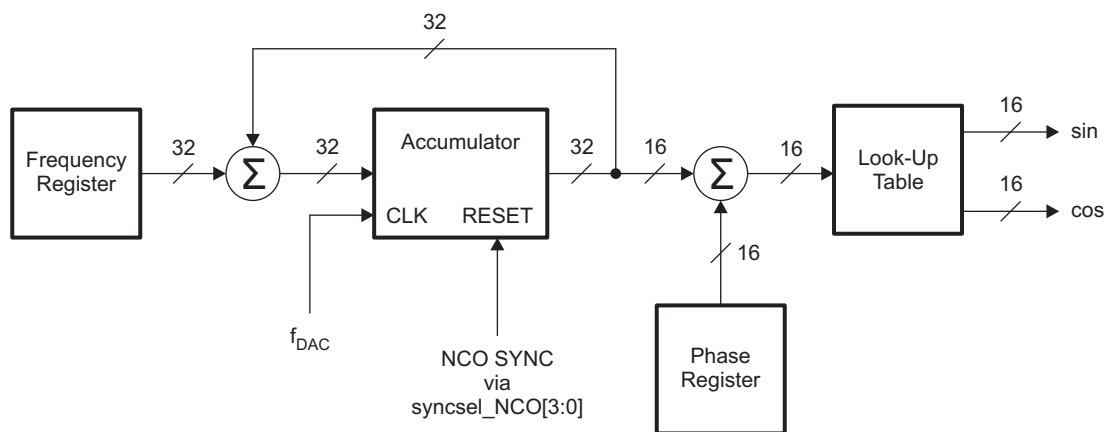 32
Frequency
Register
32
Σ
32
Accumulator
CLK
RESET
32
16
Σ
16
Look-Up
Table
16
sin
16
cos
16
Phase
Register
fDAC
NCO SYNC
via
syncsel_NCO[3:0]